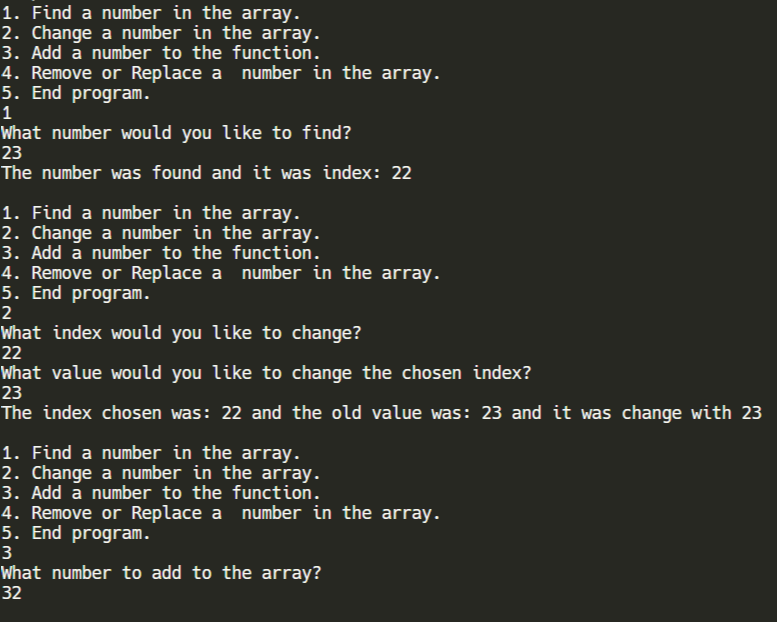 1. Find a number in the array.
2. Change a number in the array.
3. Add a number to the function.
4. Remove or Replace a  number in the array.
5. End program.
1
What number would you like to find?
23
The number was found and it was index: 22
1. Find a number in the array.
2. Change a number in the array.
3. Add a number to the function.
4. Remove or Replace a  number in the array.
5. End program.
2
What index would you like to change?
22
What value would you like to change the chosen index?
23
The index chosen was: 22 and the old value was: 23 and it was change with 23
1. Find a number in the array.
2. Change a number in the array.
3. Add a number to the function.
4. Remove or Replace a  number in the array.
5. End program.
3
What number to add to the array?
32